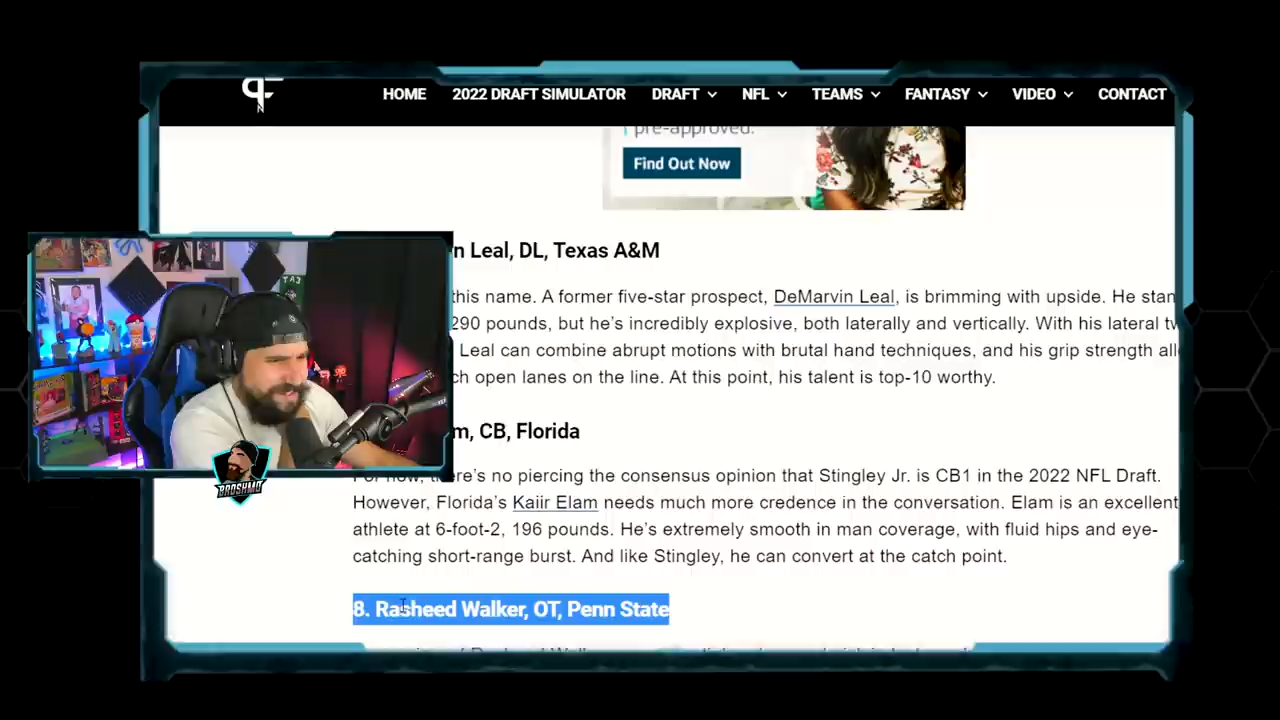 HOME 2022 DRAFT SIMULATOR DRAFT NFL TEAMS FANTASY VIDEO CONTACT
pre-approved.
Find Out Now
n Leal, DL, Texas A&M
this name. A former five-star prospect, DeMarvin Leal, is brimming with upside. He stan
290 pounds, but he's incredibly explosive, both laterally and vertically. With his lateral tw
Leal can combine abrupt motions with brutal hand techniques, and his grip strength all
ch open lanes on the line. At this point, his talent is top-10 worthy.
m, CB, Florida
For now, there's no piercing the consensus opinion that Stingley Jr. is CB1 in the 2022 NFL Draft.
However, Florida's Kaiir Elam needs much more credence in the conversation. Elam is an excellent
athlete at 6-foot-2, 196 pounds. He's extremely smooth in man coverage, with fluid hips and eye-
catching short-range burst. And like Stingley, he can convert at the catch point.
8. Rasheed Walker, OT, Penn State
BROSHMO